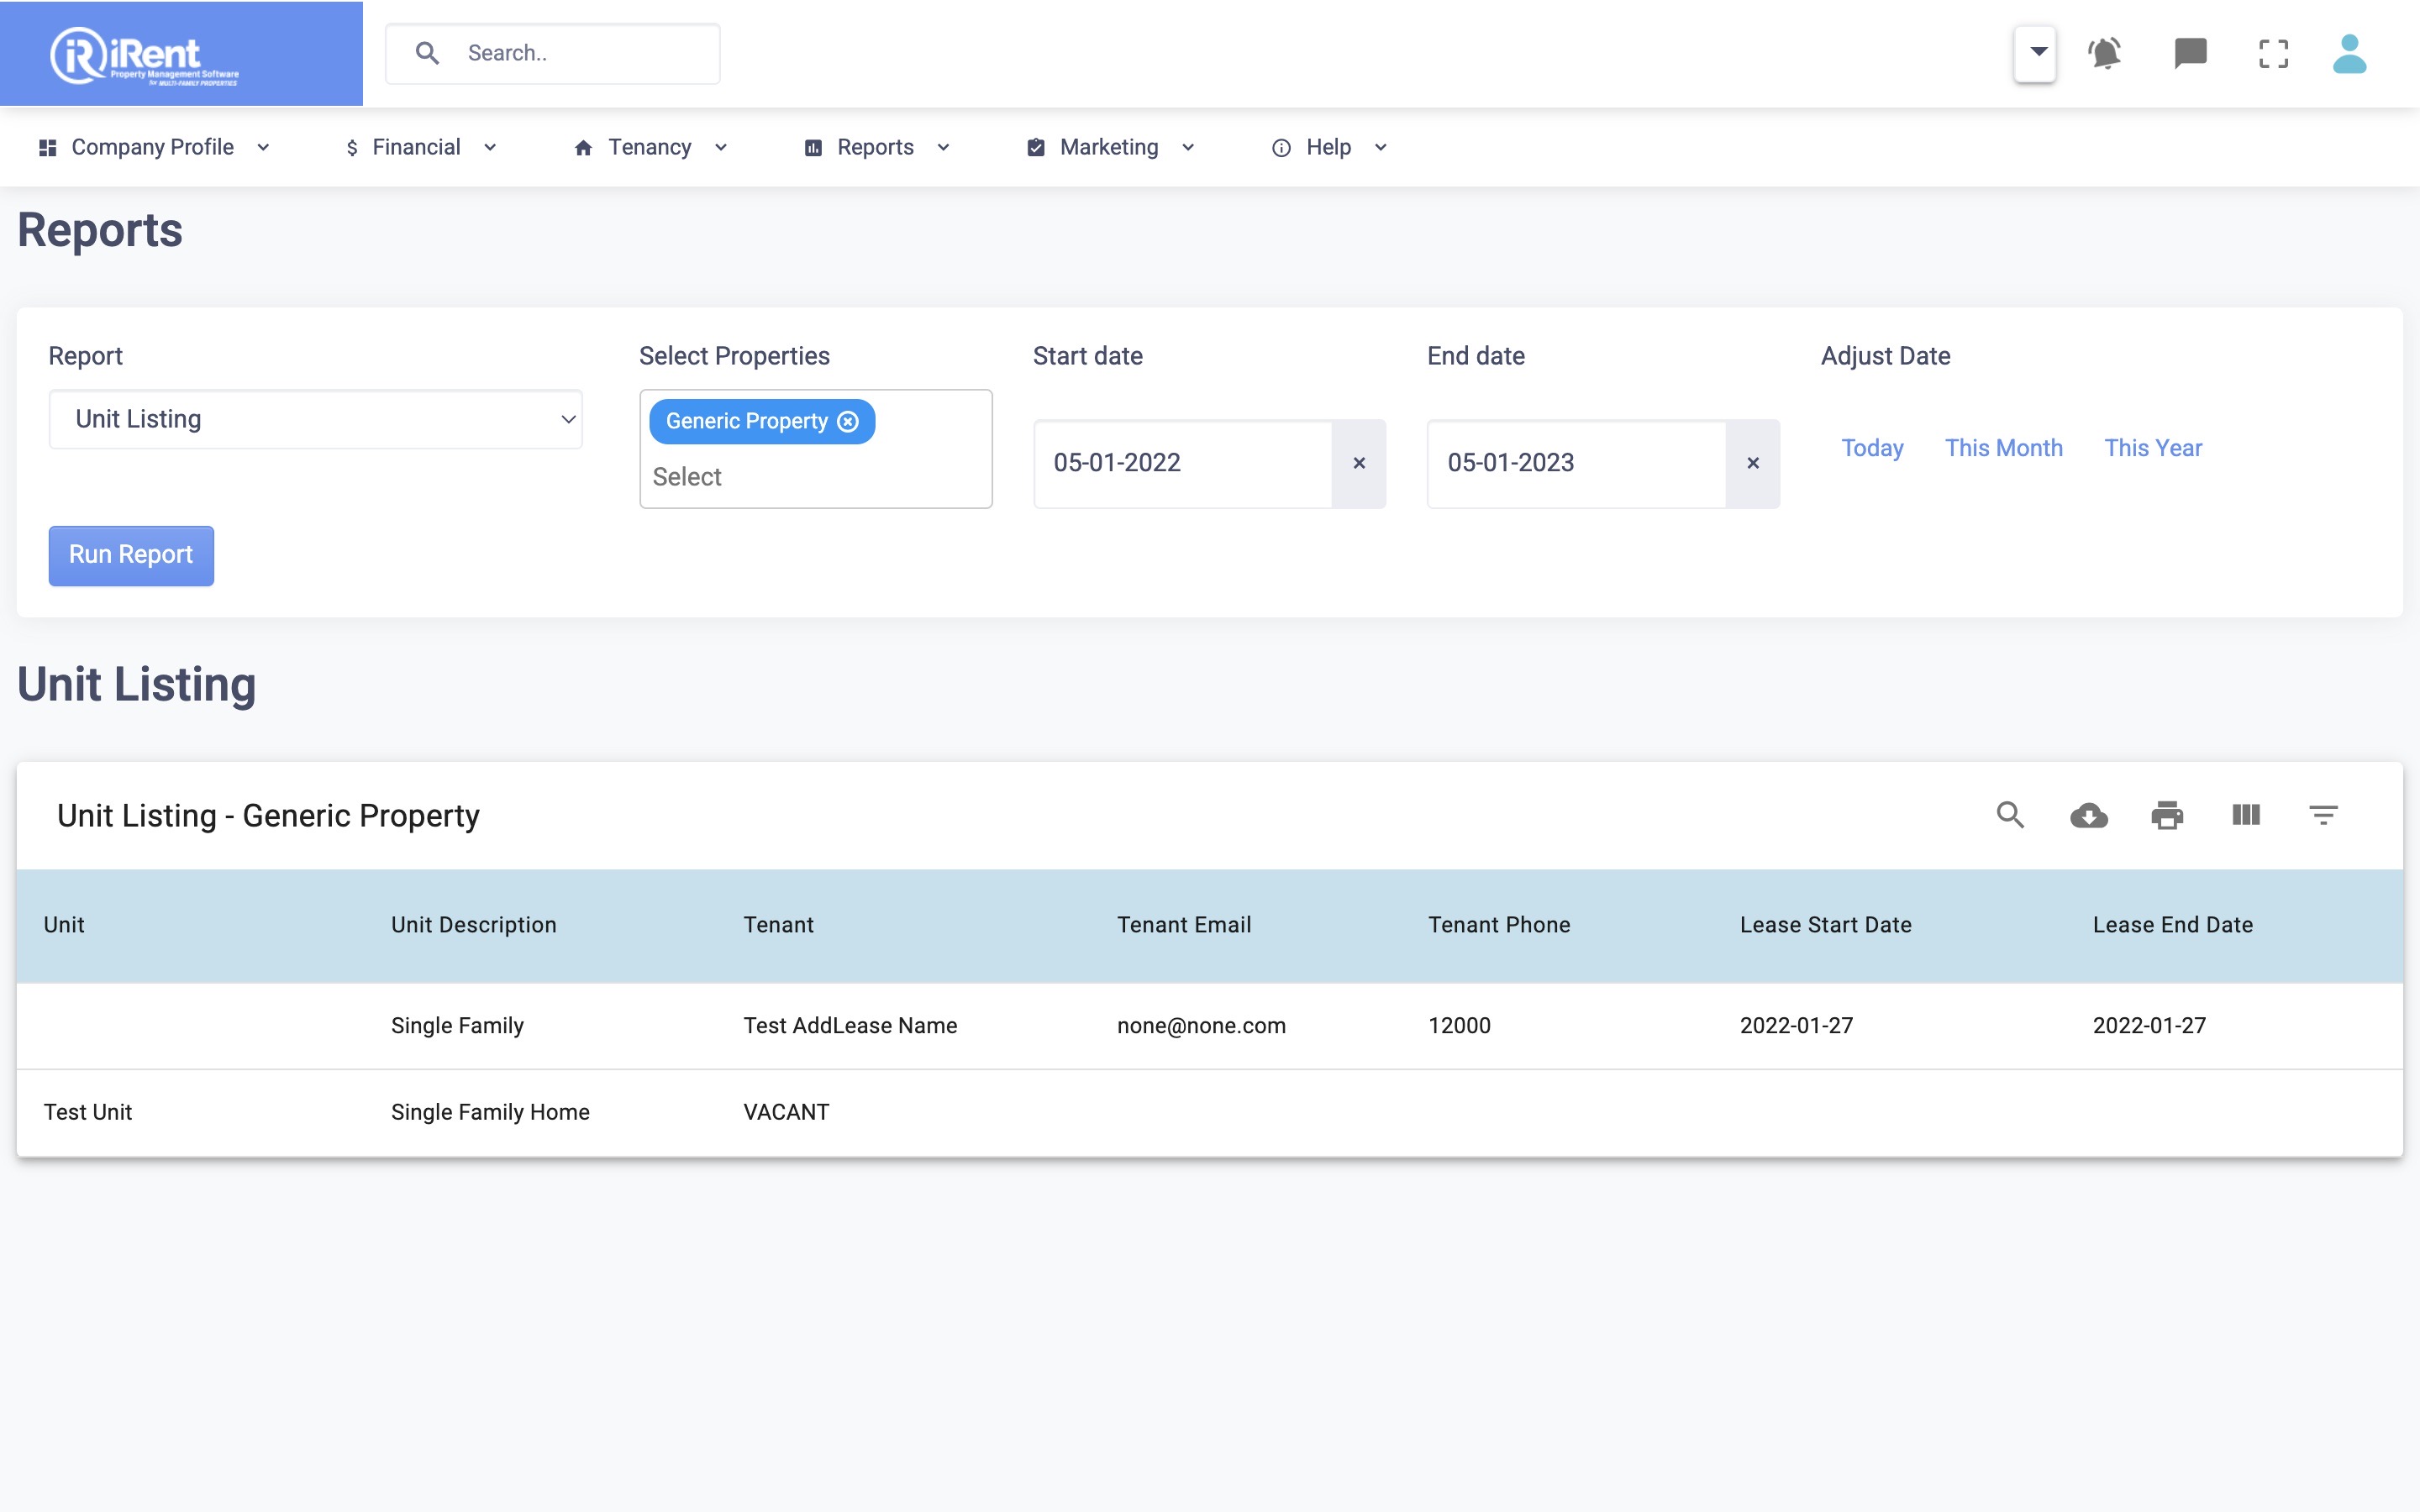 iRent
Property Management Software
for MULTI-FAMILY PROPERTIES
Search..
Company Profile
$ Financial
Tenancy
Reports
Marketing
Help
Reports
Report
Select Properties
Start date
End date
Adjust Date
Unit Listing
Generic Property
Select
05-01-2022
×
05-01-2023
×
Today
This Month
This Year
Run Report
Unit Listing
Unit Listing - Generic Property
Unit Unit Description Tenant Tenant Email Tenant Phone Lease Start Date Lease End Date
Single Family Test AddLease Name none@none.com 12000 2022-01-27 2022-01-27
Test Unit Single Family Home VACANT